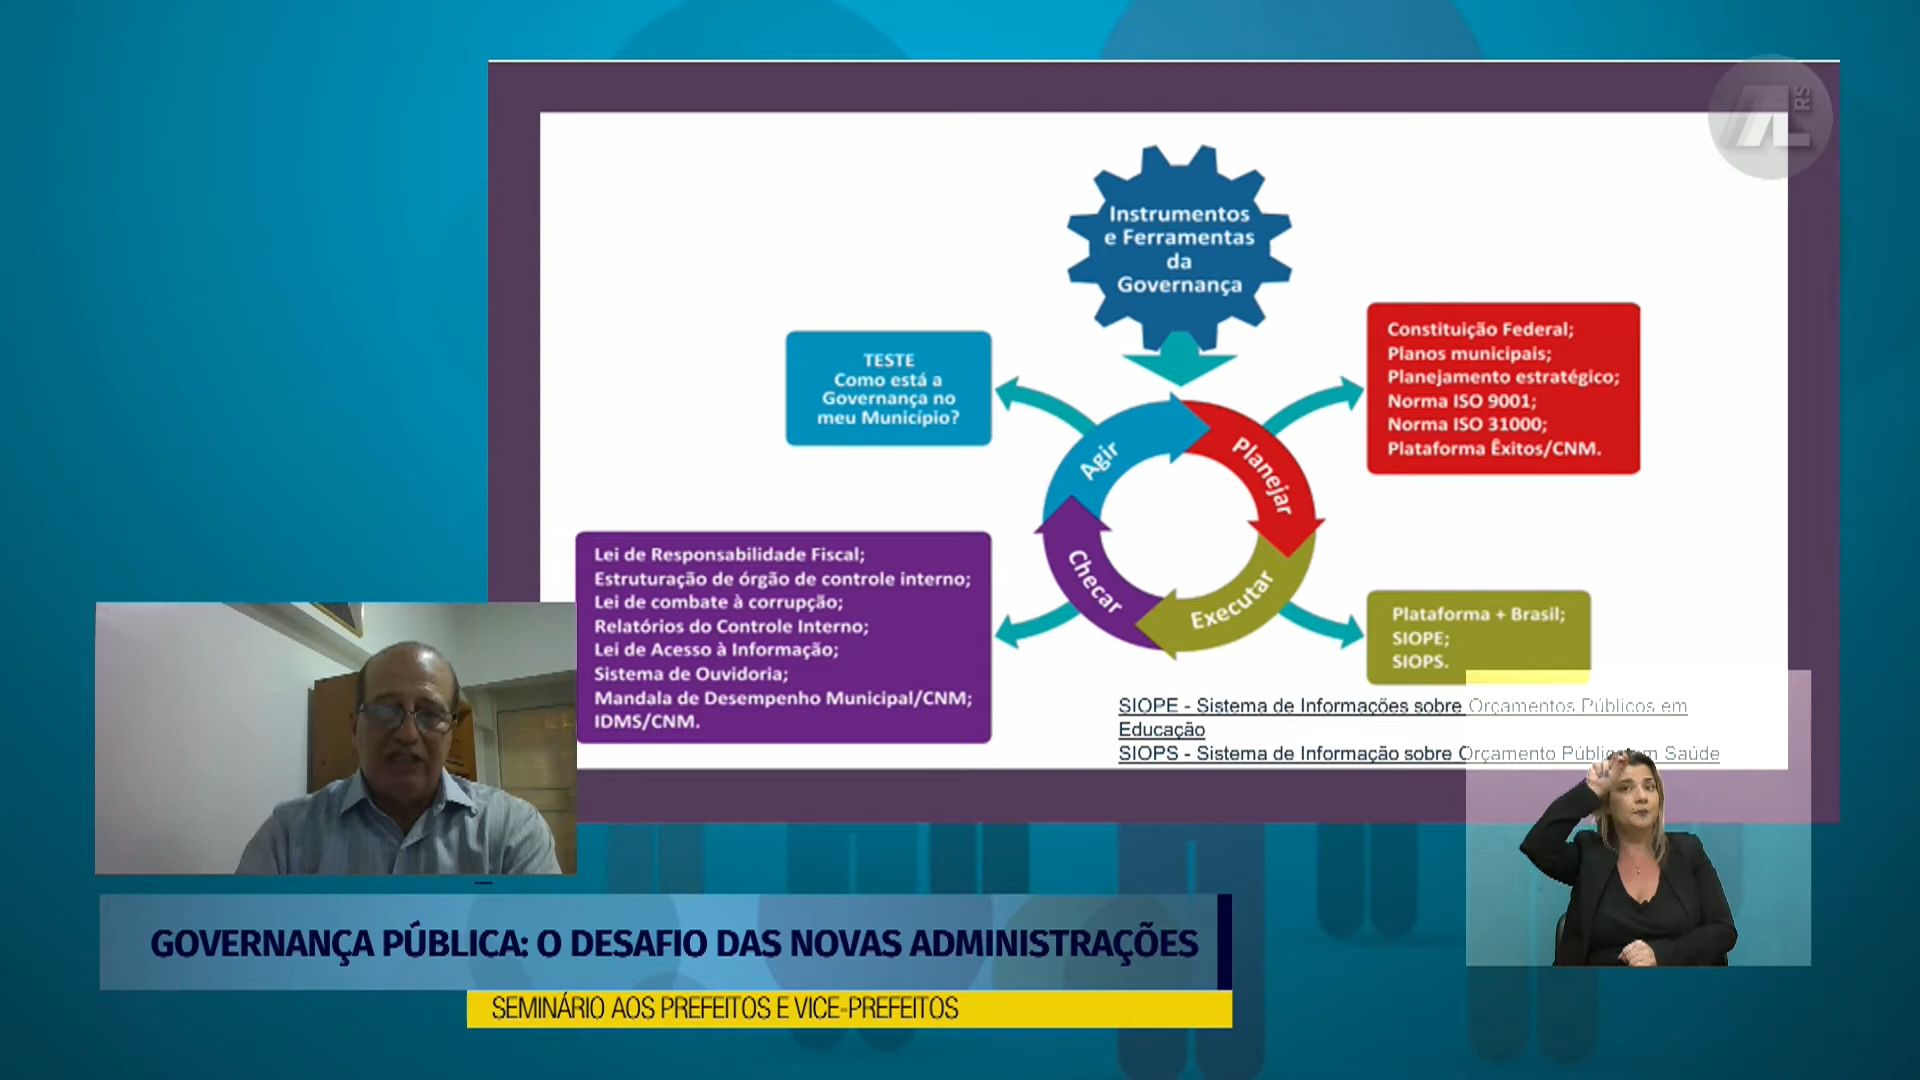 Instrumentos
e Ferramentas
da
Governança
TESTE
Como está a
Governança no
meu Município?
Constituição Federal;
Planos municipais;
Planejamento estratégico;
Norma ISO 9001;
Norma ISO 31000;
Plataforma Êxitos/CNM.
Agir
Planejar
Checar
Executar
Lei de Responsabilidade Fiscal;
Estruturação de órgão de controle interno;
Lei de combate à corrupção;
Relatórios do Controle Interno;
Lei de Acesso à Informação;
Sistema de Ouvidoria;
Mandala de Desempenho Municipal/CNM;
IDMS/CNM.
Plataforma + Brasil;
SIOPE;
SIOPS.
SIOPE - Sistema de Informações sobre Orçamentos Públicos em
Educação
SIOPS - Sistema de Informação sobre Orçamento Público em Saúde
AL RS
GOVERNANÇA PÚBLICA: O DESAFIO DAS NOVAS ADMINISTRAÇÕES
SEMINÁRIO AOS PREFEITOS E VICE-PREFEITOS